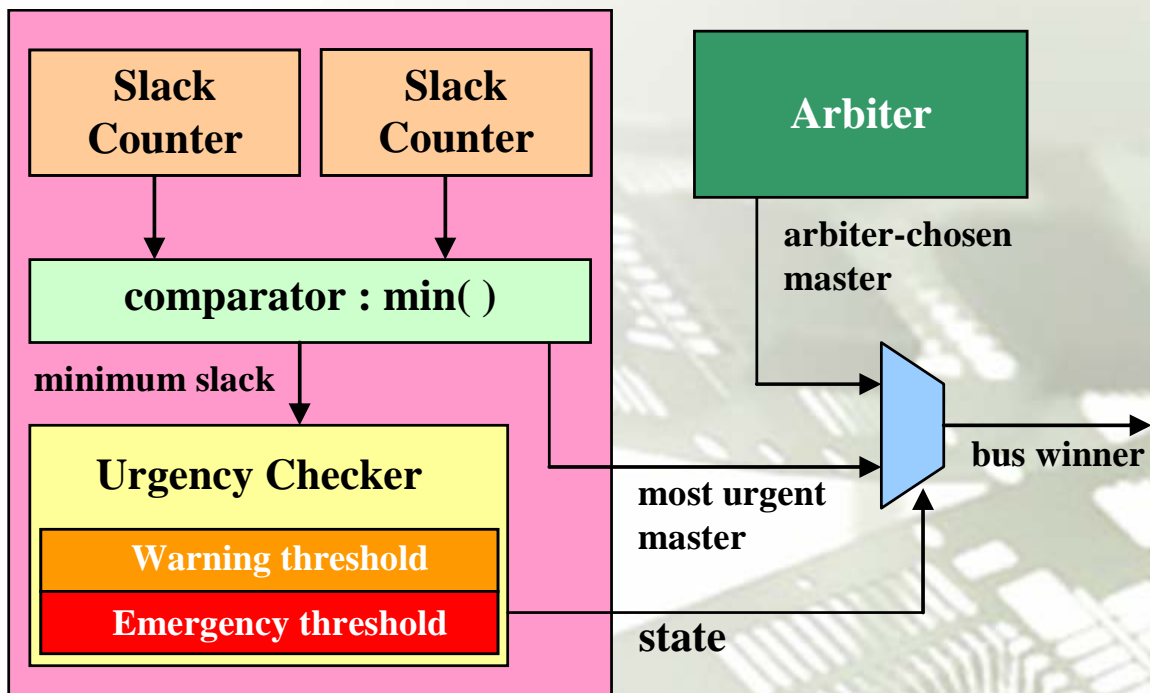 Slack
Counter
Slack
Counter
Arbiter
arbiter-chosen
master
comparator : min( )
minimum slack
Urgency Checker
Warning threshold
Emergency threshold
most urgent
master
bus winner
state